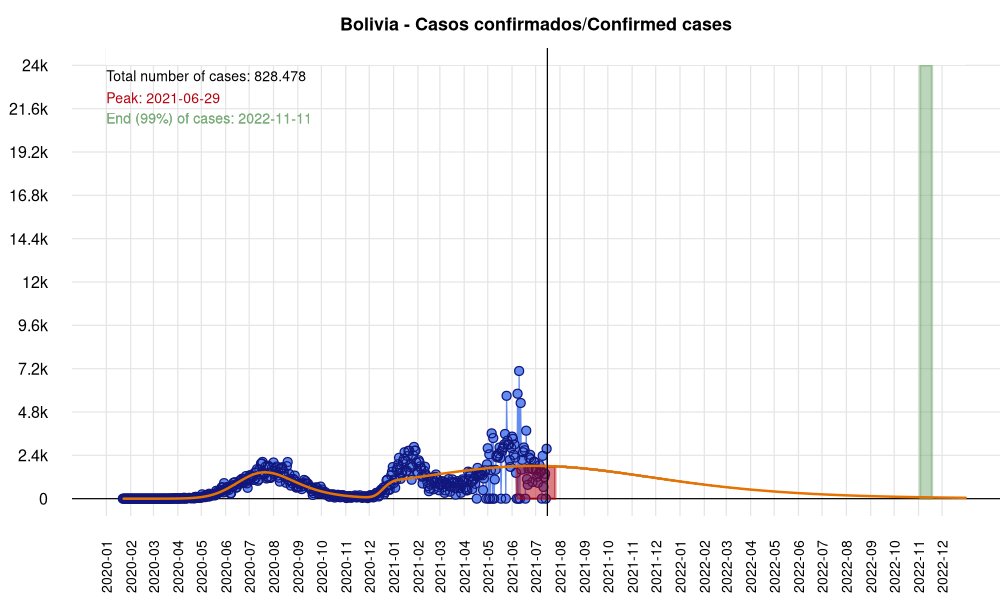 Bolivia - Casos confirmados/Confirmed cases
24k
21.6k
19.2k
16.8k
14.4k
12k
9.6k
7.2k
4.8k
2.4k
0
Total number of cases: 828.478
Peak: 2021-06-29
End (99%) of cases: 2022-11-11
2020-01
2020-02
2020-03
2020-04
2020-05
2020-06
2020-07
2020-08
2020-09
2020-10
2020-11
2020-12
2021-01
2021-02
2021-03
2021-04
2021-05
2021-06
2021-07
2021-08
2021-09
2021-10
2021-11
2021-12
2022-01
2022-02
2022-03
2022-04
2022-05
2022-06
2022-07
2022-08
2022-09
2022-10
2022-11
2022-12